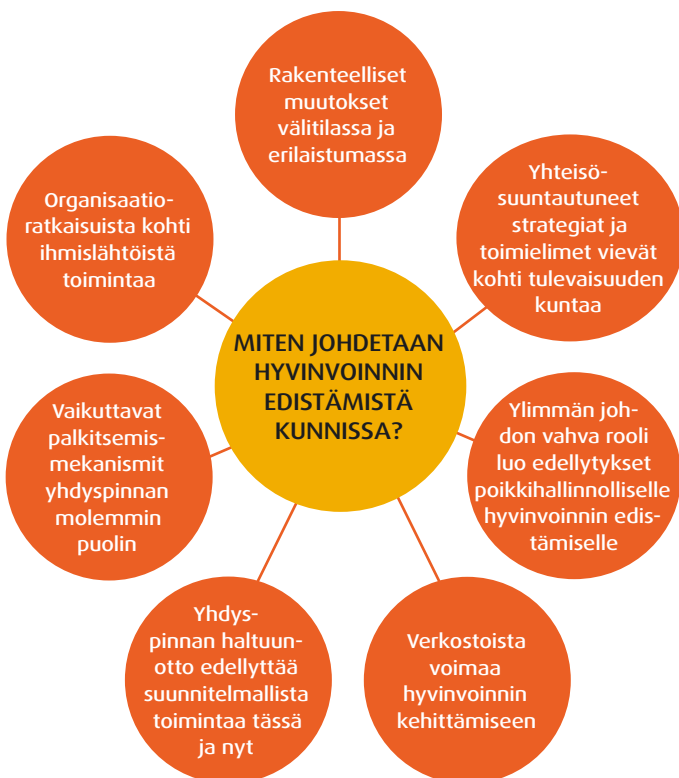 Rakenteelliset
muutokset
välitilassa ja
erilaistumassa
Yhteisö-
suuntautuneet
strategiat ja
toimielimet vievät
kohti tulevaisuuden
kuntaa
Ylimmän joh-
don vahva rooli
luo edellytykset
poikkihallinnolliselle
hyvinvoinnin edis-
tämiselle
Verkostoista
voimaa
hyvinvoinnin
kehittämiseen
Yhdys-
pinnan haltuun-
otto edellyttää
suunnitelmallista
toimintaa tässä
ja nyt
Vaikuttavat
palkitsemis-
mekanismit
yhdyspinnan
molemmin
puolin
Organisaatio-
ratkaisuista kohti
ihmislähtöistä
toimintaa
MITEN JOHDETAAN
HYVINVOINNIN
EDISTÄMISTÄ
KUNNISSA?